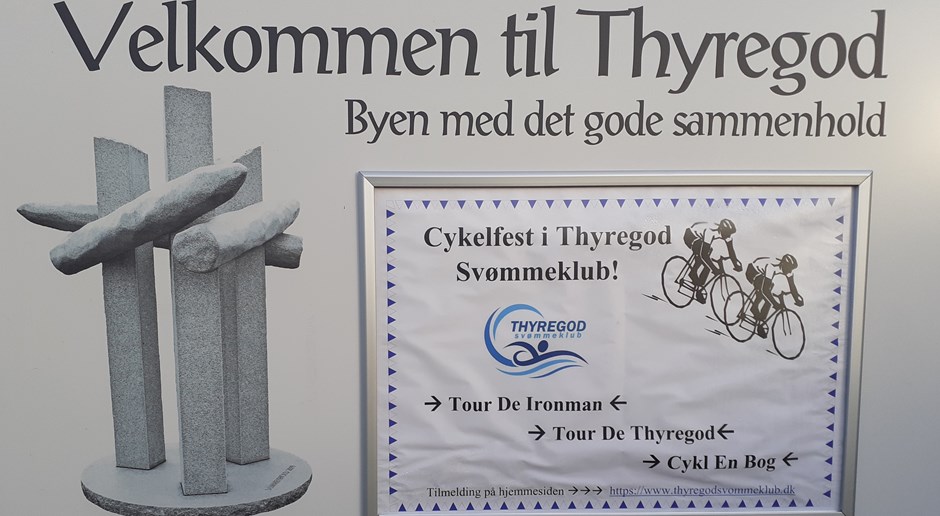 Velkommen til Thyregod
Byen med det gode sammenhold
Cykelfest i Thyregod
Svømmeklub!
THYREGOD
svømmeklub
→ Tour De Ironman ←
→ Tour De Thyregod←
→ Cykl En Bog ←
Tilmelding på hjemmesiden →→→ https://www.thyregodsvommeklub.dk